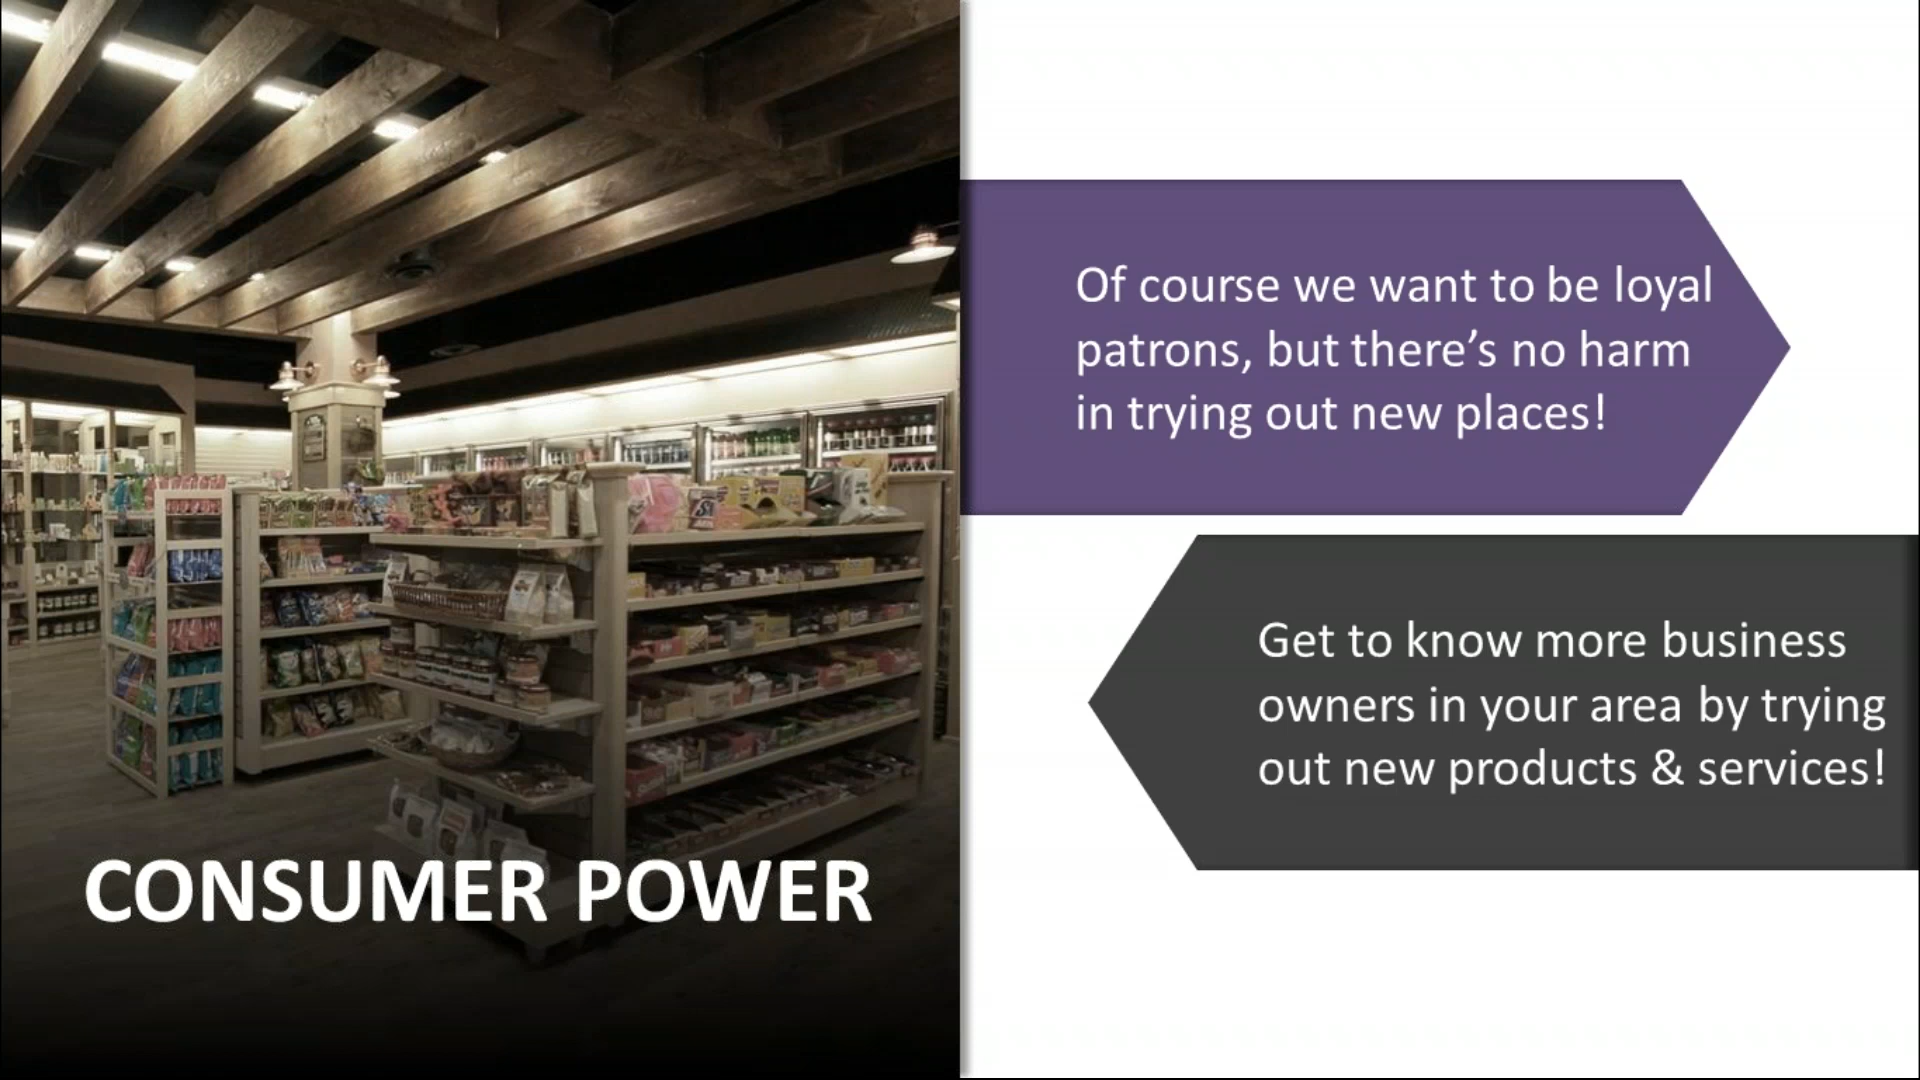 CONSUMER POWER
Of course we want to be loyal
patrons, but there’s no harm
in trying out new places!
Get to know more business
owners in your area by trying
out new products & services!